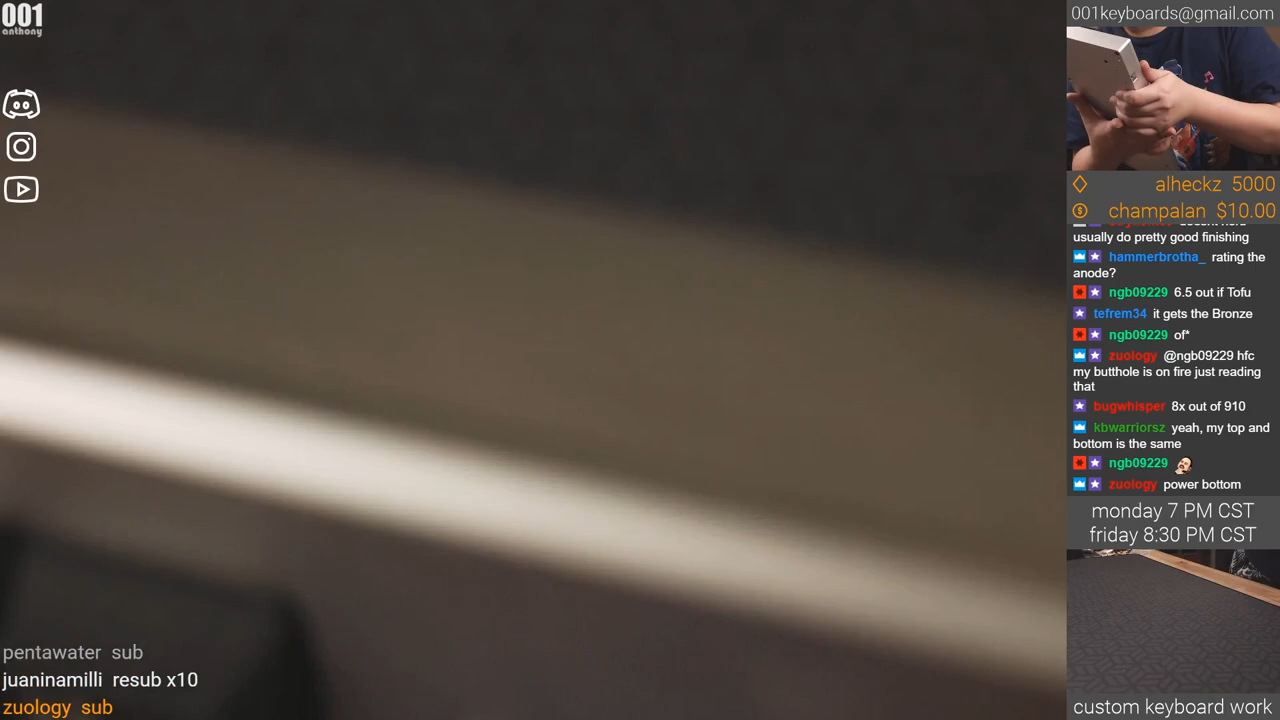 001
anthony
001keyboards@gmail.com
alheckz 5000
champalan $10.00
usually do pretty good finishing
hammerbrotha_ rating the
anode?
ngb09229 6.5 out if Tofu
tefrem34 it gets the Bronze
ngb09229 of*
zuology @ngb09229 hfc
my butthole is on fire just reading
that
bugwhisper 8x out of 910
kbwarriorsz yeah, my top and
bottom is the same
ngb09229
zuology power bottom
monday 7 PM CST
friday 8:30 PM CST
custom keyboard work
pentawater sub
juaninamilli resub x10
zuology sub